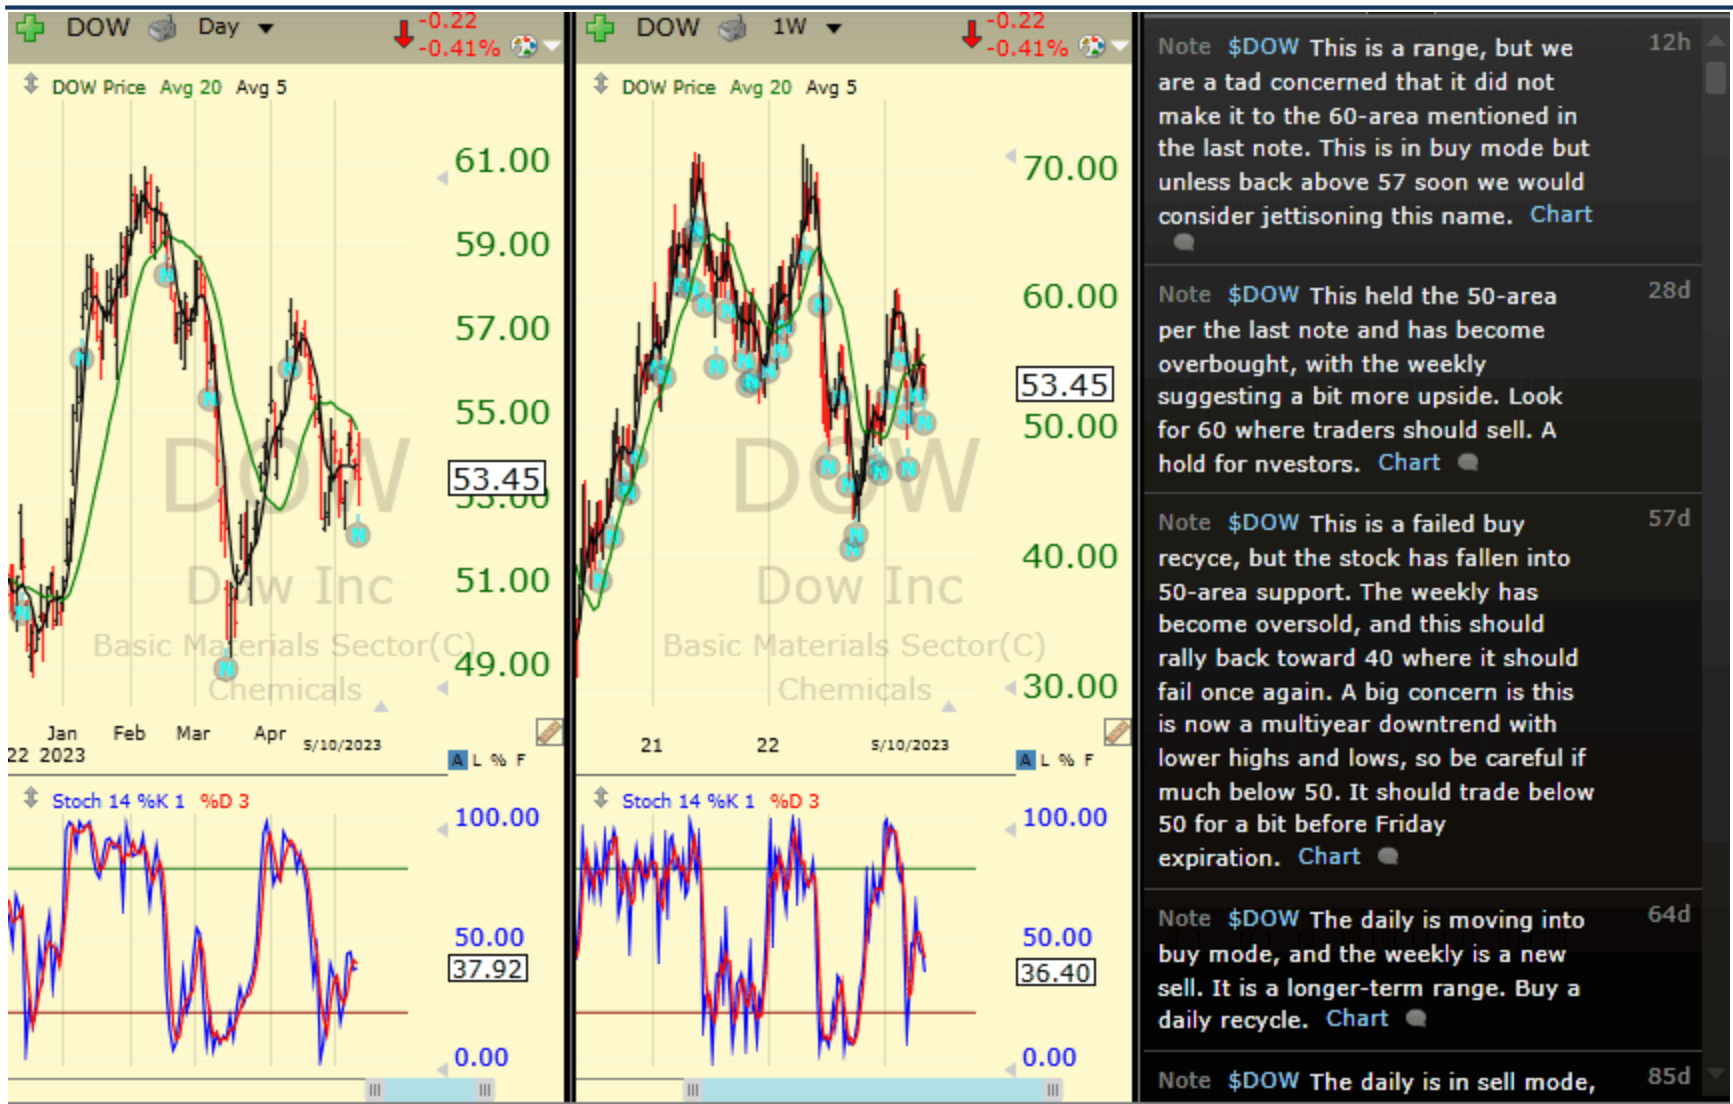 DOW Day -0.22
-0.41%
DOW Price Avg 20 Avg 5
61.00
59.00
57.00
55.00
53.45
53.00
51.00
49.00
DOW
Dow Inc
Basic Materials Sector(C)
Chemicals
Jan Feb Mar Apr 5/10/2023
22 2023
A L % F
Stoch 14 %K 1 %D 3
100.00
50.00
37.92
0.00
DOW 1W -0.22
-0.41%
DOW Price Avg 20 Avg 5
70.00
60.00
53.45
50.00
40.00
30.00
DOW
Dow Inc
Basic Materials Sector(C)
Chemicals
21 22 5/10/2023
A L % F
Stoch 14 %K 1 %D 3
100.00
50.00
36.40
0.00
Note $DOW This is a range, but we 12h
are a tad concerned that it did not
make it to the 60-area mentioned in
the last note. This is in buy mode but
unless back above 57 soon we would
consider jettisoning this name. Chart
Note $DOW This held the 50-area 28d
per the last note and has become
overbought, with the weekly
suggesting a bit more upside. Look
for 60 where traders should sell. A
hold for nvestors. Chart
Note $DOW This is a failed buy 57d
recyce, but the stock has fallen into
50-area support. The weekly has
become oversold, and this should
rally back toward 40 where it should
fail once again. A big concern is this
is now a multiyear downtrend with
lower highs and lows, so be careful if
much below 50. It should trade below
50 for a bit before Friday
expiration. Chart
Note $DOW The daily is moving into 64d
buy mode, and the weekly is a new
sell. It is a longer-term range. Buy a
daily recycle. Chart
Note $DOW The daily is in sell mode, 85d